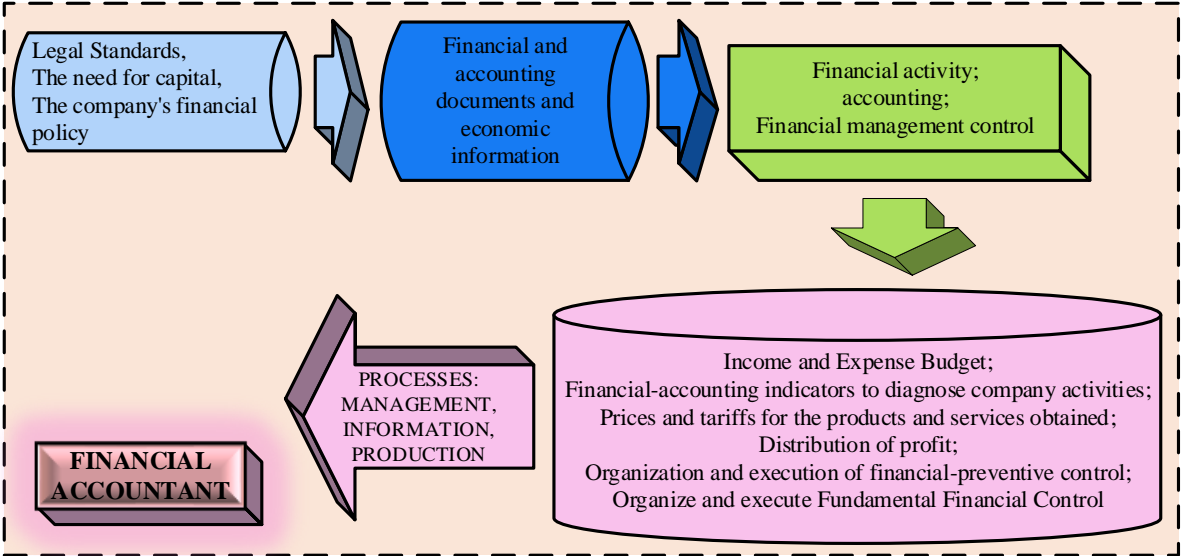 Legal Standards,
The need for capital,
The company's financial
policy
Financial and
accounting
documents and
economic
information
Financial activity;
accounting;
Financial management control
Income and Expense Budget;
Financial-accounting indicators to diagnose company activities;
Prices and tariffs for the products and services obtained;
Distribution of profit;
Organization and execution of financial-preventive control;
Organize and execute Fundamental Financial Control
PROCESSES:
MANAGEMENT,
INFORMATION,
PRODUCTION
FINANCIAL
ACCOUNTANT